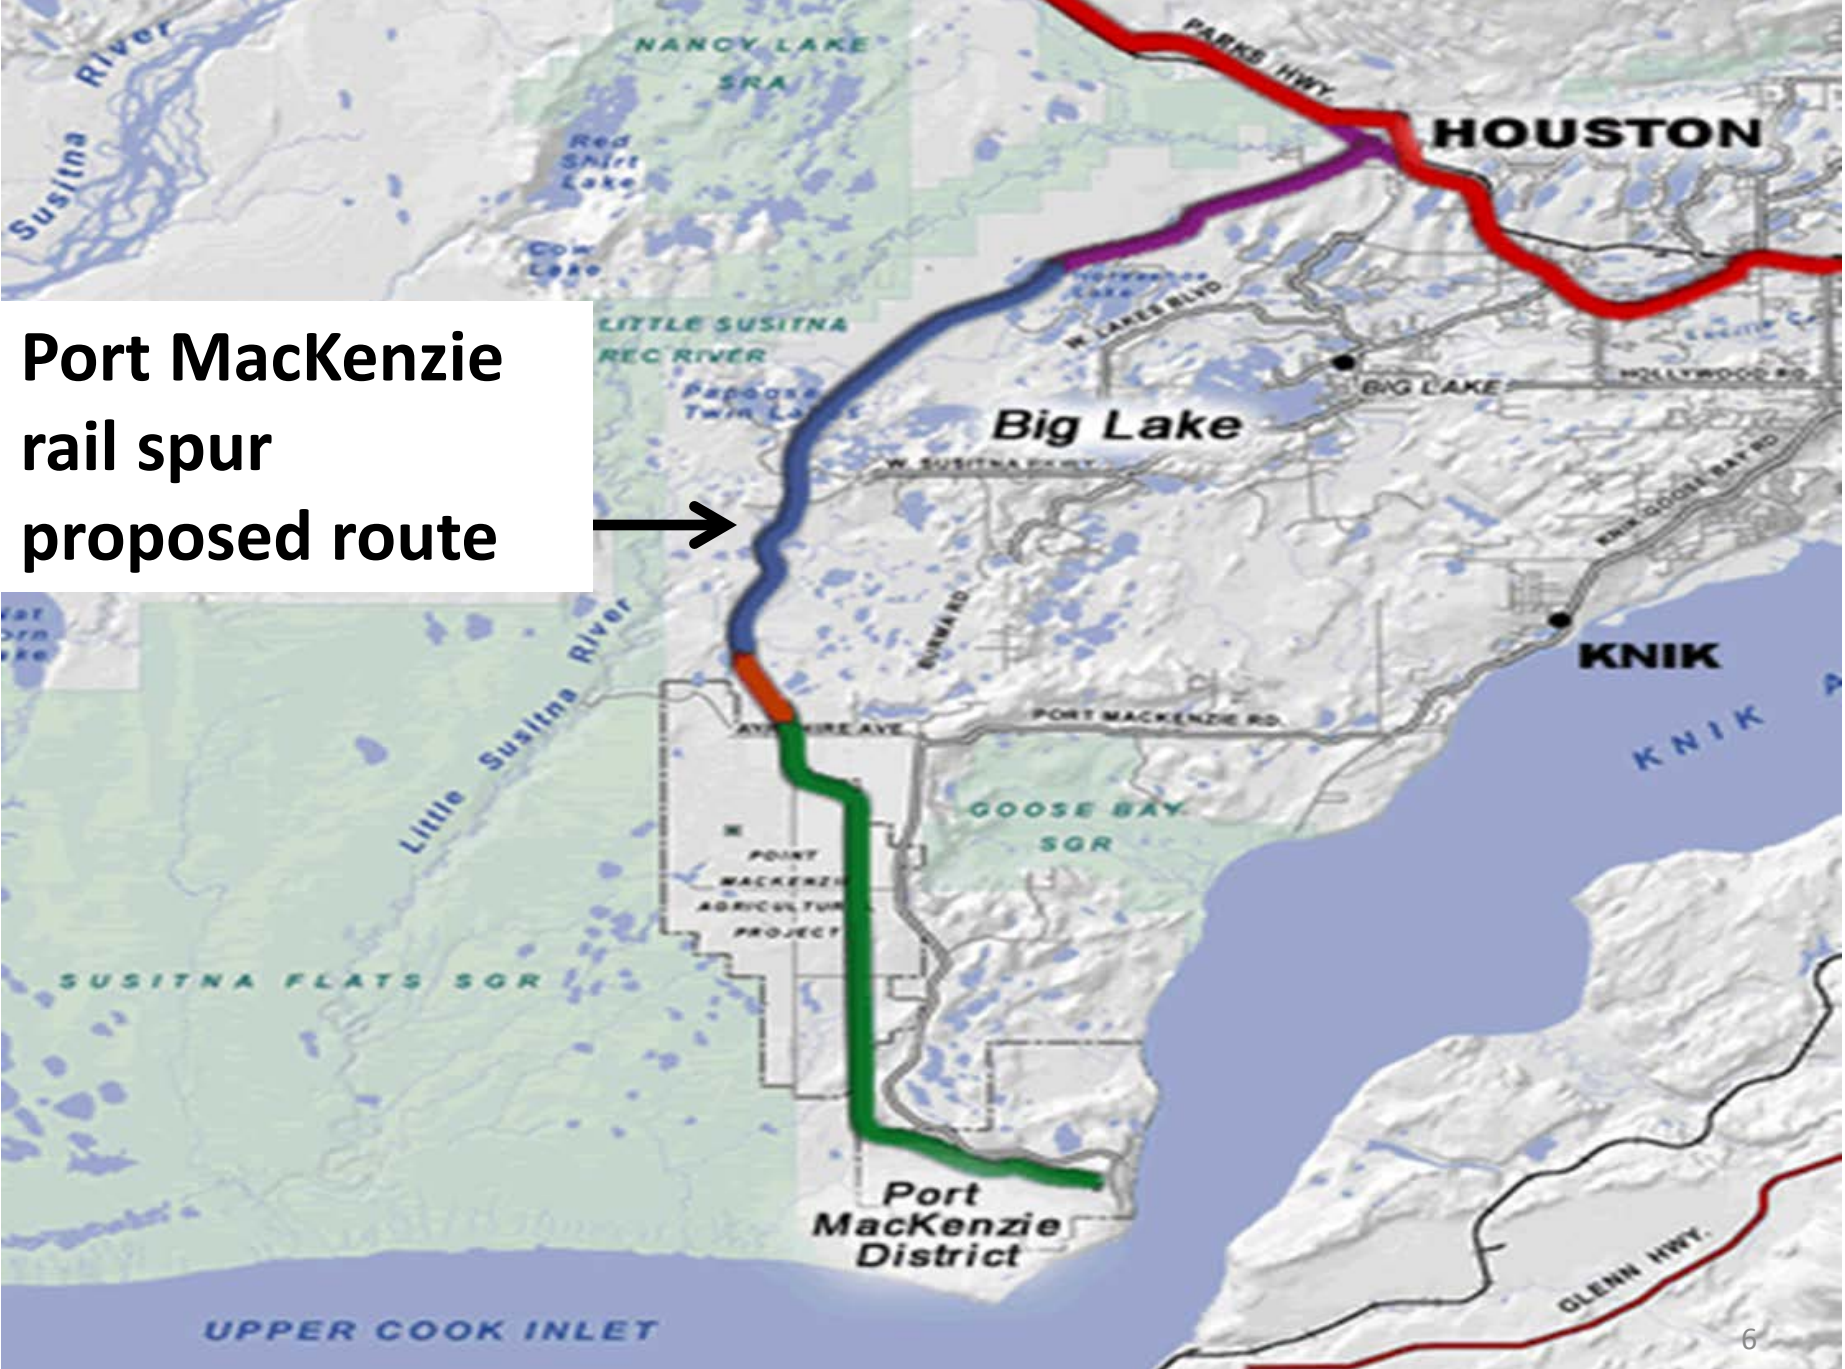 Susitna River
NANCY LAKE
SRA
PARKS HWY
HOUSTON
Red
Shirt
Lake
Cow
Lake
W. LAKES BLVD
Port MacKenzie
rail spur
proposed route
LITTLE SUSITNA
REC RIVER
Papoose
Twin Lakes
BIG LAKE
HOLLYWOOD RD.
Big Lake
W. SUSITNA PKWY.
KNIK GOOSE BAY RD
BURMA RD
KNIK
KNIK A
Little Susitna River
PORT MACKENZIE RD.
AVE.
GOOSE BAY
SGR
POINT
MACKENZIE
AGRICULTUR
PROJECT
SUSITNA FLATS SGR
Port
MacKenzie
District
GLENN HWY.
UPPER COOK INLET
6